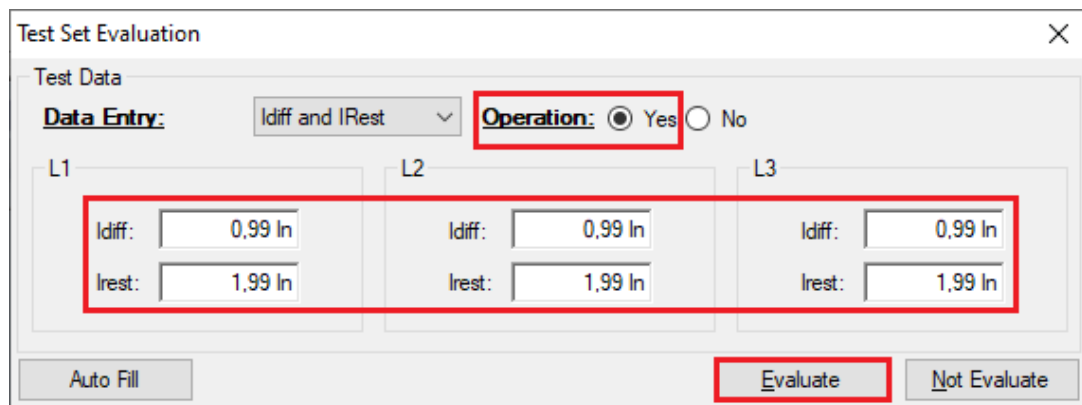 Test Set Evaluation
Test Data
Data Entry: Idiff and IRest Operation: Yes No
L1 L2 L3
Idiff: 0,99 In Idiff: 0,99 In Idiff: 0,99 In
Irest: 1,99 In Irest: 1,99 In Irest: 1,99 In
Auto Fill Evaluate Not Evaluate